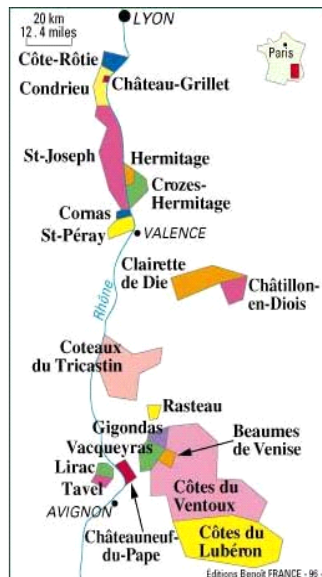 20 km
12.4 miles
LYON
Paris
Côte-Rôtie
Château-Grillet
Condrieu
St-Joseph
Hermitage
Crozes-
Hermitage
Cornas
St-Péray
VALENCE
Clairette
de Die
Châtillon-
en-Diois
Rhône
Coteaux
du Tricastin
Rasteau
Gigondas
Vacqueyras
Beaumes
de Venise
Lirac
Tavel
Côtes du
Ventoux
AVIGNON
Châteauneuf-
du-Pape
Côtes du
Lubéron
Éditions Benoît FRANCE - 96 -